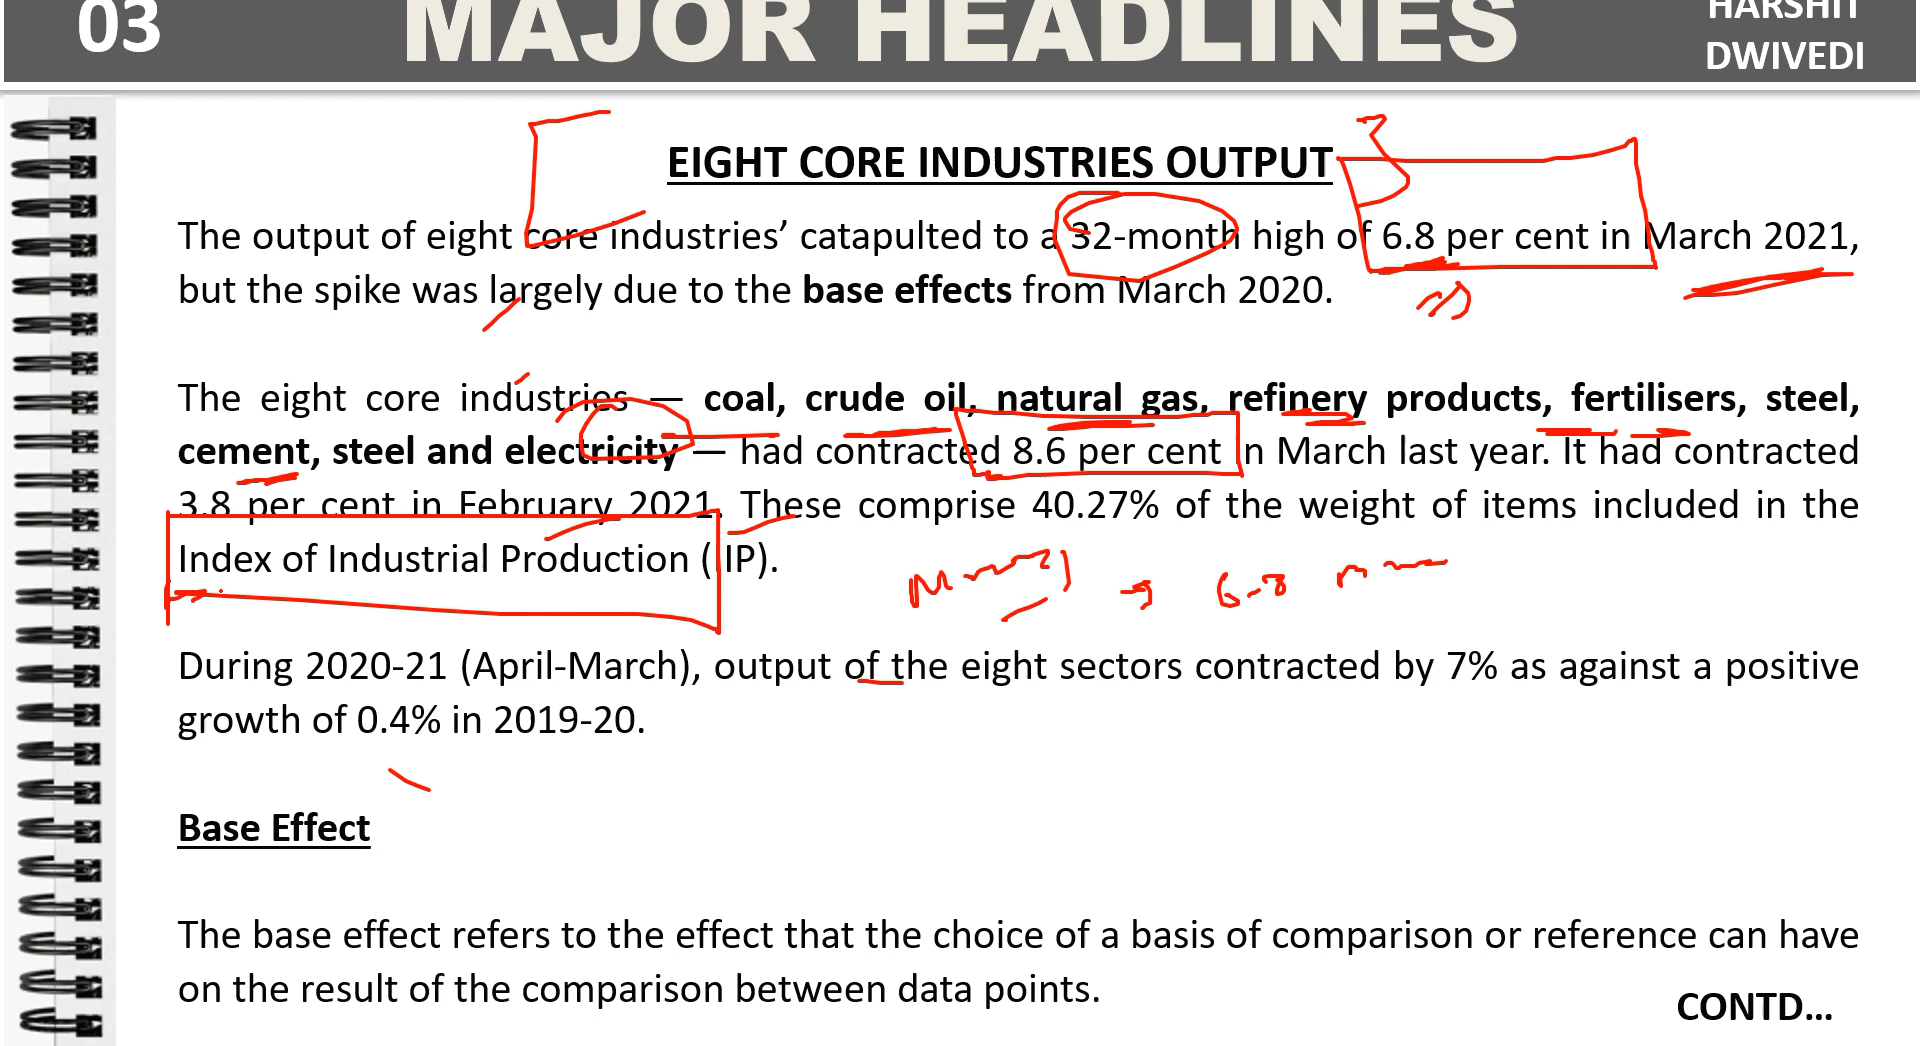 03
MAJOR HEADLINES
HARSHIT
DWIVEDI
EIGHT CORE INDUSTRIES OUTPUT
The output of eight core industries’ catapulted to a 32-month high of 6.8 per cent in March 2021,
but the spike was largely due to the base effects from March 2020.
The eight core industries — coal, crude oil, natural gas, refinery products, fertilisers, steel,
cement, steel and electricity — had contracted 8.6 per cent in March last year. It had contracted
3.8 per cent in February 2021. These comprise 40.27% of the weight of items included in the
Index of Industrial Production (IIP).
6-8
During 2020-21 (April-March), output of the eight sectors contracted by 7% as against a positive
growth of 0.4% in 2019-20.
Base Effect
The base effect refers to the effect that the choice of a basis of comparison or reference can have
on the result of the comparison between data points.
CONTD...